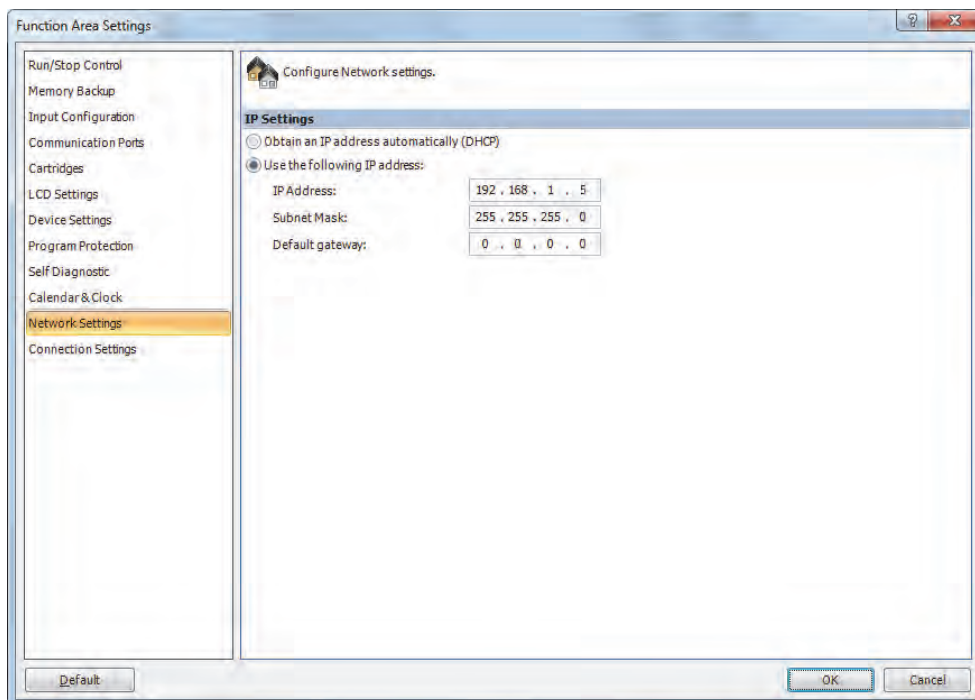 Function Area Settings
Run/Stop Control
Memory Backup
Input Configuration
Communication Ports
Cartridges
LCD Settings
Device Settings
Program Protection
Self Diagnostic
Calendar & Clock
Network Settings
Connection Settings
Configure Network settings.
IP Settings
Obtain an IP address automatically (DHCP)
Use the following IP address:
IP Address: 192 . 168 . 1 . 5
Subnet Mask: 255 . 255 . 255 . 0
Default gateway: 0 . 0 . 0 . 0
Default OK Cancel